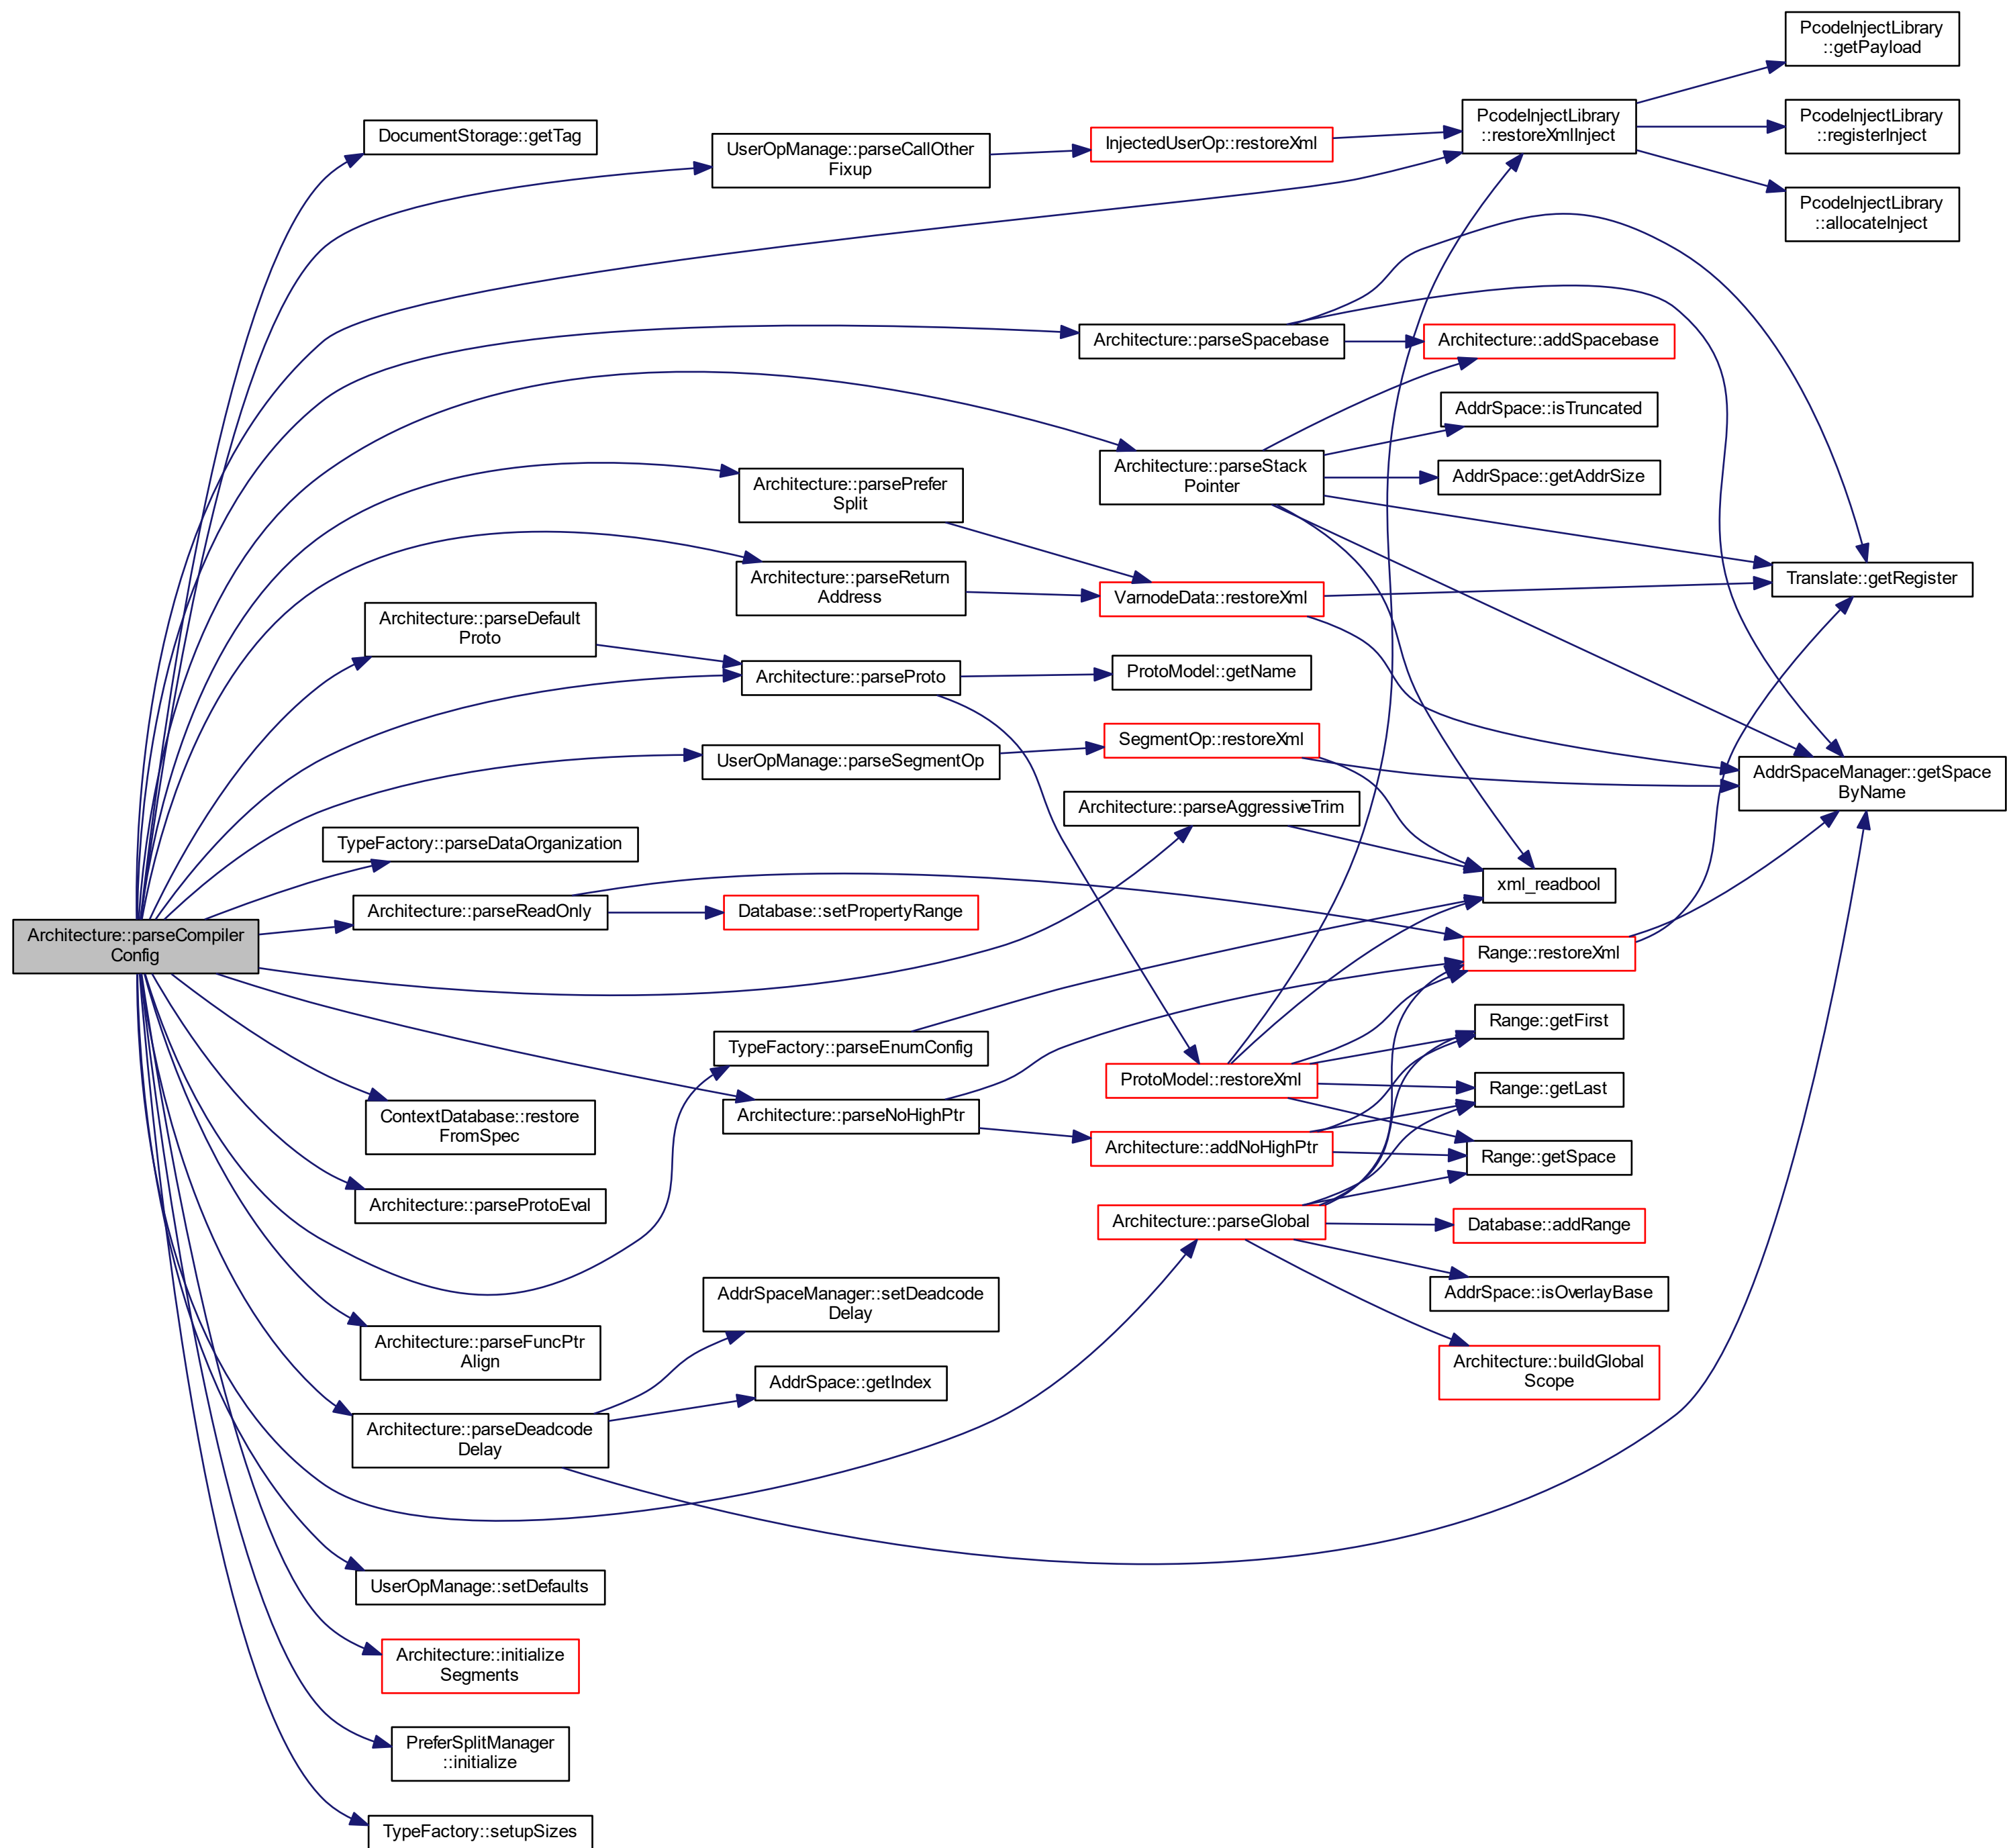 PcodeInjectLibrary
::getPayload
DocumentStorage::getTag
UserOpManage::parseCallOther
Fixup
InjectedUserOp::restoreXml
PcodeInjectLibrary
::restoreXmlInject
PcodeInjectLibrary
::registerInject
PcodeInjectLibrary
::allocateInject
Architecture::parseSpacebase
Architecture::addSpacebase
AddrSpace::isTruncated
Architecture::parseStack
Pointer
AddrSpace::getAddrSize
Architecture::parsePrefer
Split
Architecture::parseReturn
Address
VarnodeData::restoreXml
Translate::getRegister
Architecture::parseDefault
Proto
Architecture::parseProto
ProtoModel::getName
UserOpManage::parseSegmentOp
SegmentOp::restoreXml
AddrSpaceManager::getSpace
ByName
Architecture::parseAggressiveTrim
TypeFactory::parseDataOrganization
xml_readbool
Architecture::parseReadOnly
Database::setPropertyRange
Architecture::parseCompiler
Config
Range::restoreXml
Range::getFirst
TypeFactory::parseEnumConfig
ProtoModel::restoreXml
Range::getLast
ContextDatabase::restore
FromSpec
Architecture::parseNoHighPtr
Architecture::addNoHighPtr
Range::getSpace
Architecture::parseProtoEval
Architecture::parseGlobal
Database::addRange
AddrSpaceManager::setDeadcode
Delay
AddrSpace::isOverlayBase
Architecture::parseFuncPtr
Align
AddrSpace::getIndex
Architecture::buildGlobal
Scope
Architecture::parseDeadcode
Delay
UserOpManage::setDefaults
Architecture::initialize
Segments
PreferSplitManager
::initialize
TypeFactory::setupSizes